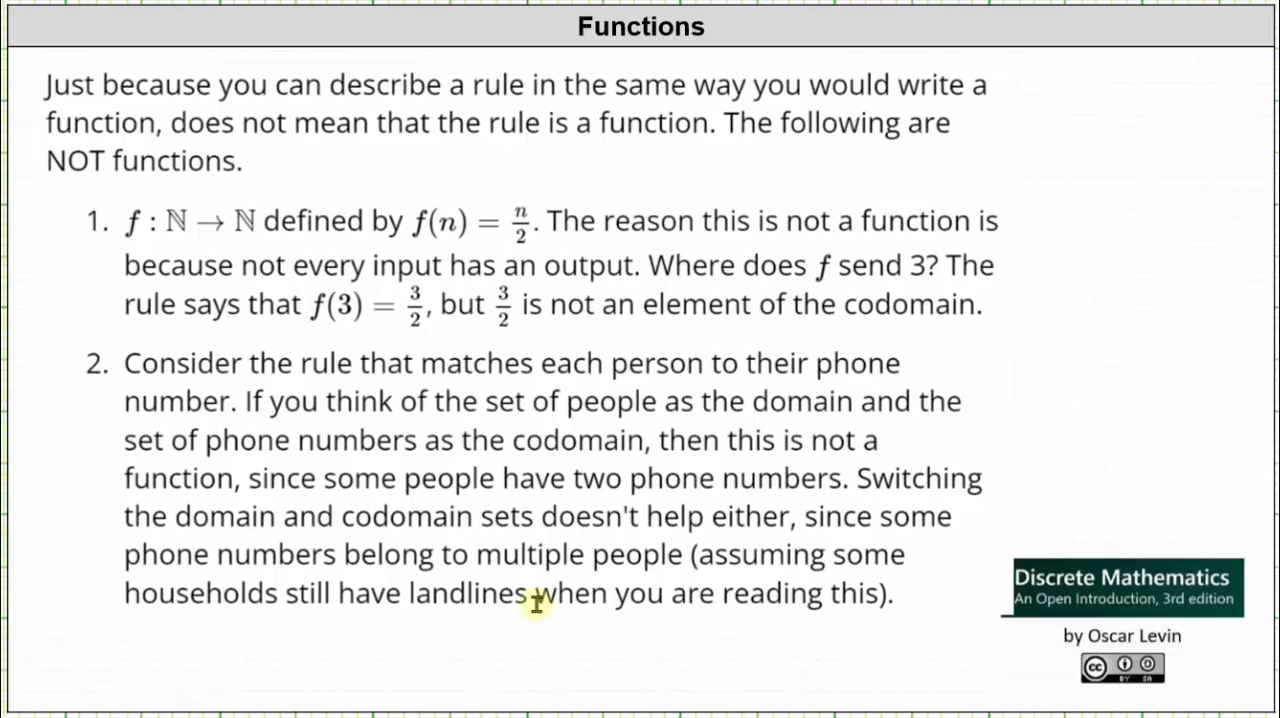 Functions
Just because you can describe a rule in the same way you would write a
function, does not mean that the rule is a function. The following are
NOT functions.
1. f : ℕ → ℕ defined by f(n) = n/2. The reason this is not a function is
because not every input has an output. Where does f send 3? The
rule says that f(3) = 3/2, but 3/2 is not an element of the codomain.
2. Consider the rule that matches each person to their phone
number. If you think of the set of people as the domain and the
set of phone numbers as the codomain, then this is not a
function, since some people have two phone numbers. Switching
the domain and codomain sets doesn't help either, since some
phone numbers belong to multiple people (assuming some
households still have landlines when you are reading this).
Discrete Mathematics
An Open Introduction, 3rd edition
by Oscar Levin
cc
BY SA